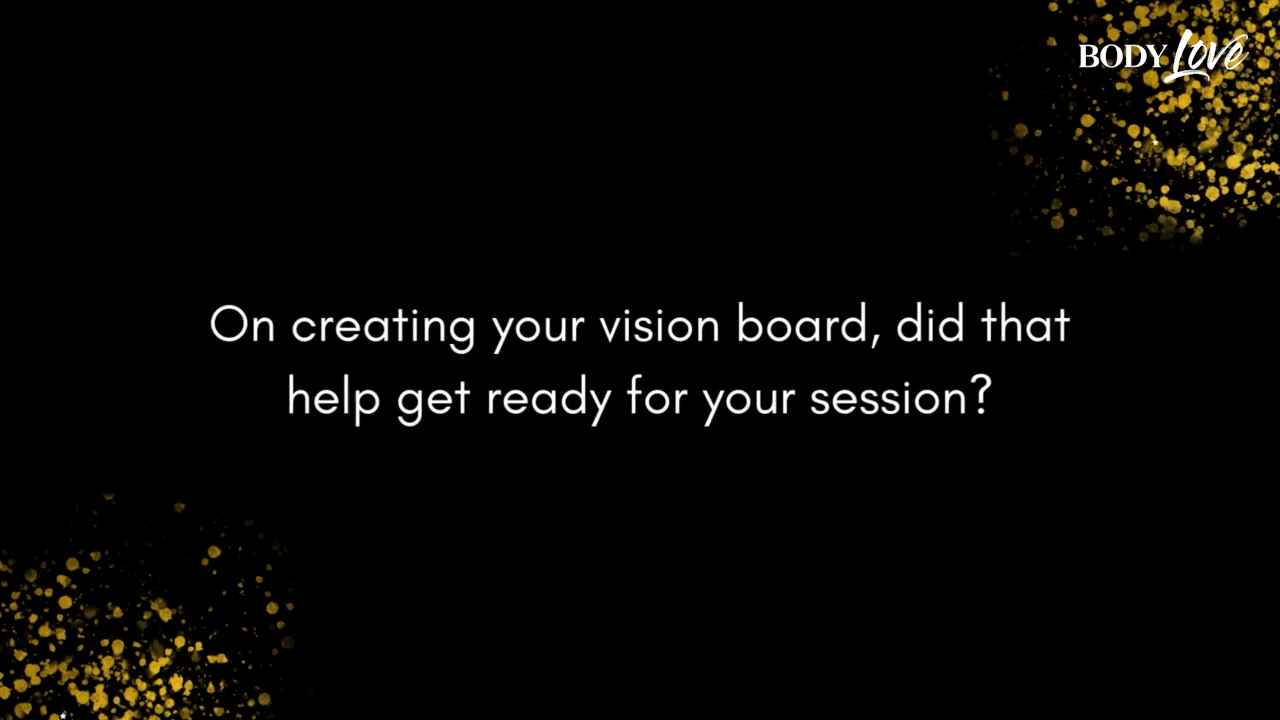 BODY Love
On creating your vision board, did that
help get ready for your session?